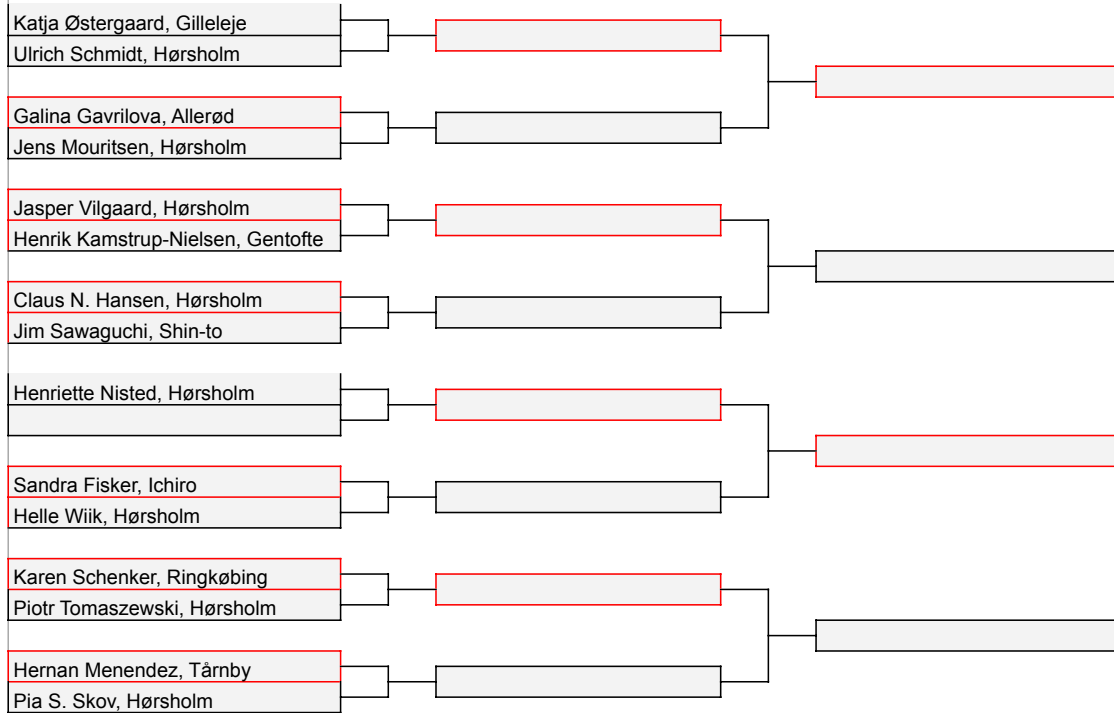 Katja Østergaard, Gilleleje
Ulrich Schmidt, Hørsholm
Galina Gavrilova, Allerød
Jens Mouritsen, Hørsholm
Jasper Vilgaard, Hørsholm
Henrik Kamstrup-Nielsen, Gentofte
Claus N. Hansen, Hørsholm
Jim Sawaguchi, Shin-to
Henriette Nisted, Hørsholm
Sandra Fisker, Ichiro
Helle Wiik, Hørsholm
Karen Schenker, Ringkøbing
Piotr Tomaszewski, Hørsholm
Hernan Menendez, Tårnby
Pia S. Skov, Hørsholm